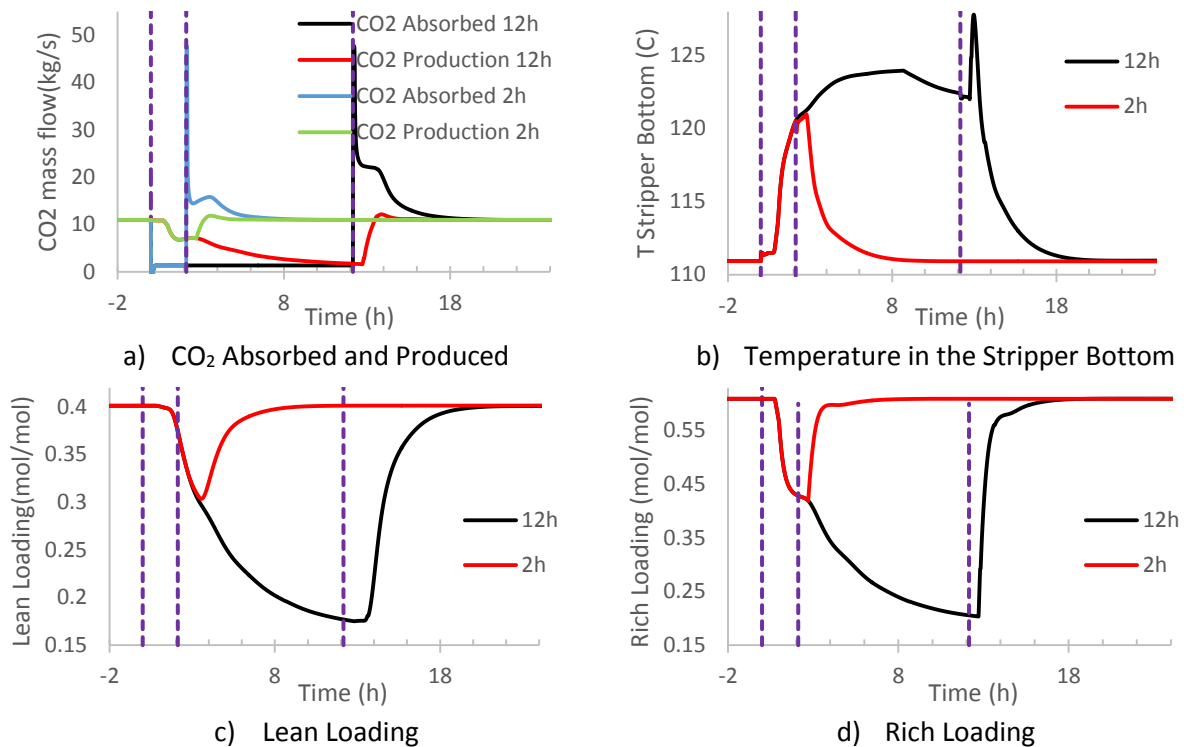 CO2 mass flow(kg/s)
50
40
30
20
10
0
-2
8
18
Time (h)
CO2 Absorbed 12h
CO2 Production 12h
CO2 Absorbed 2h
CO2 Production 2h
a) CO₂ Absorbed and Produced
T Stripper Bottom (C)
125
120
115
110
-2
8
18
Time (h)
12h
2h
b) Temperature in the Stripper Bottom
Lean Loading(mol/mol)
0.4
0.35
0.3
0.25
0.2
0.15
-2
8
18
Time (h)
12h
2h
c) Lean Loading
Rich Loading (mol/mol)
0.55
0.45
0.35
0.25
0.15
-2
8
18
Time (h)
12h
2h
d) Rich Loading